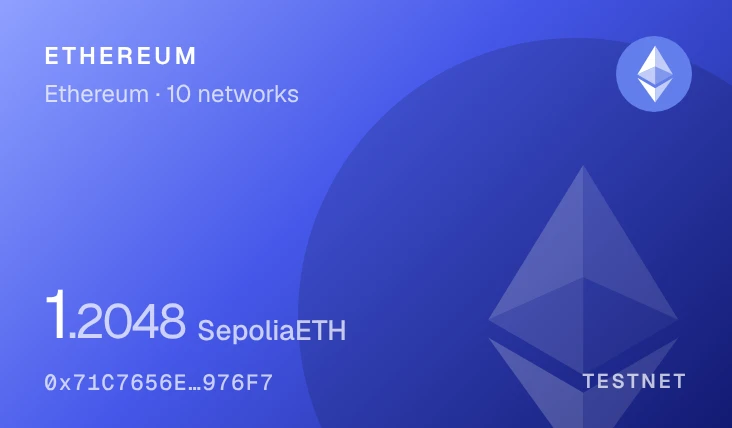 ETHEREUM
Ethereum · 10 networks
1.2048 SepoliaETH
0x71C7656E…976F7
TESTNET